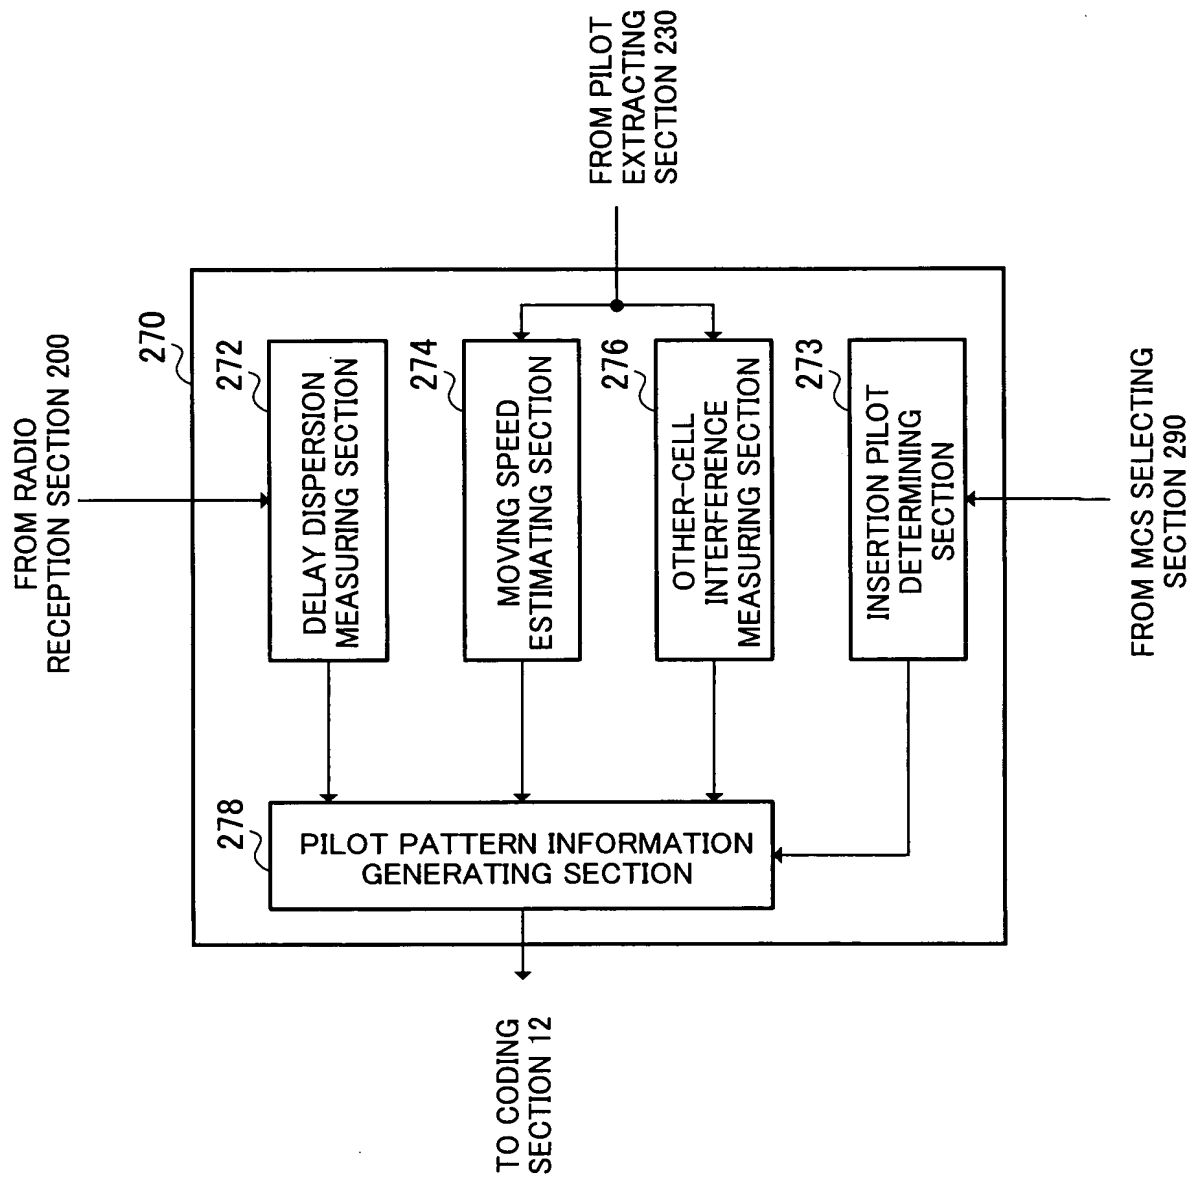 FROM RADIO
RECEPTION SECTION 200
270
272
DELAY DISPERSION
MEASURING SECTION
274
MOVING SPEED
ESTIMATING SECTION
276
OTHER-CELL
INTERFERENCE
MEASURING SECTION
273
INSERTION PILOT
DETERMINING
SECTION
278
PILOT PATTERN INFORMATION
GENERATING SECTION
FROM PILOT
EXTRACTING
SECTION 230
FROM MCS SELECTING
SECTION 290
TO CODING
SECTION 12